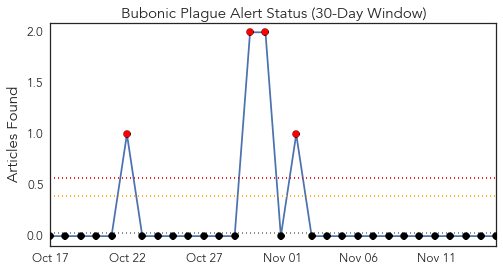 Bubonic Plague Alert Status (30-Day Window)
Articles Found
2.0
1.5
1.0
0.5
0.0
Oct 17 Oct 22 Oct 27 Nov 01 Nov 06 Nov 11